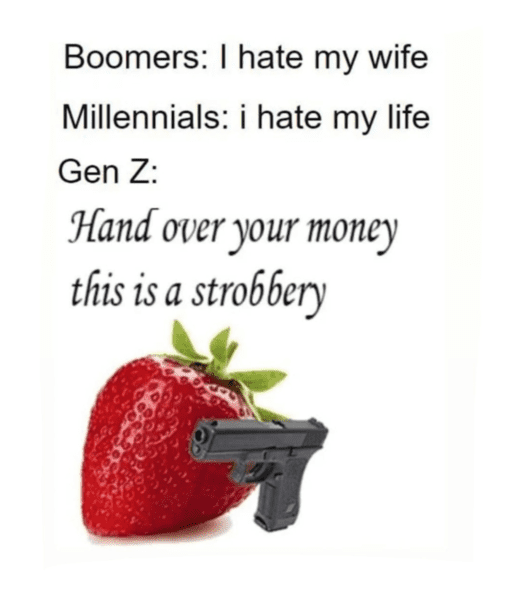 Boomers: I hate my wife
Millennials: i hate my life
Gen Z:
Hand over your money
this is a strobbery